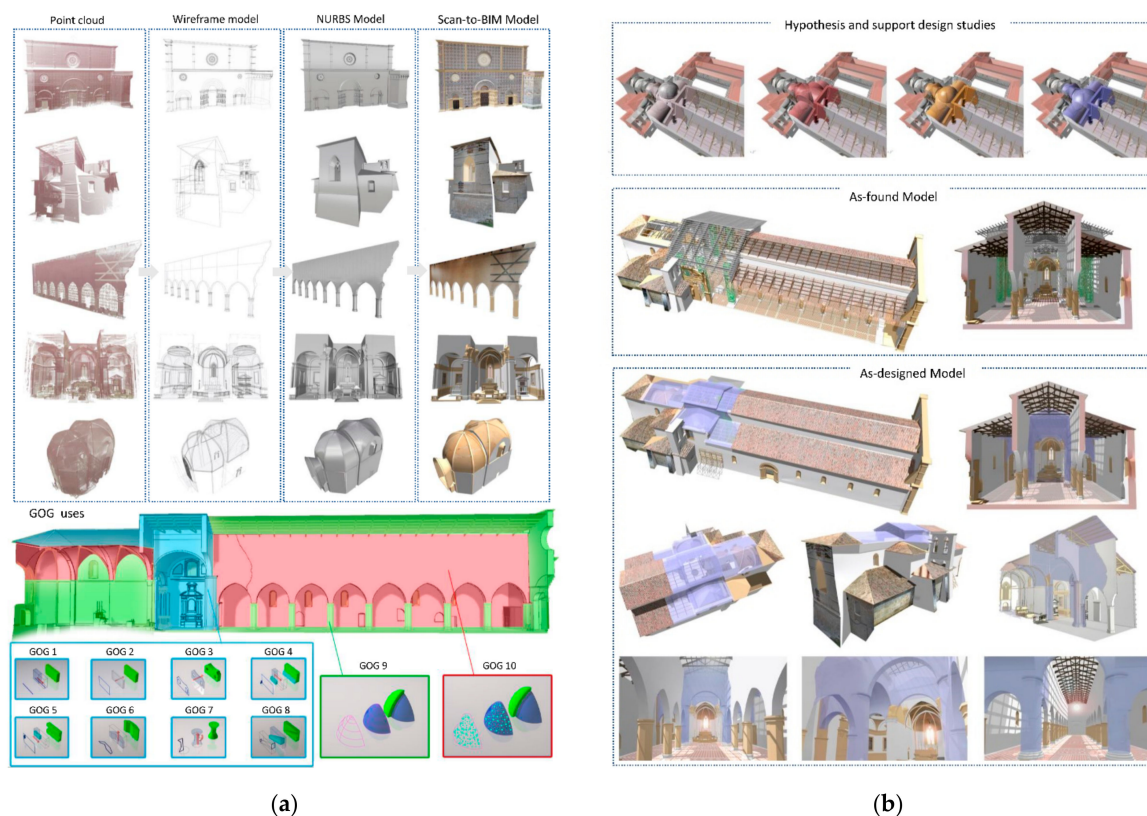 Point cloud
Wireframe model
NURBS Model
Scan-to-BIM Model
GOG uses
GOG 1
GOG 2
GOG 3
GOG 4
GOG 5
GOG 6
GOG 7
GOG 8
GOG 9
GOG 10
(a)
Hypothesis and support design studies
As-found Model
As-designed Model
(b)